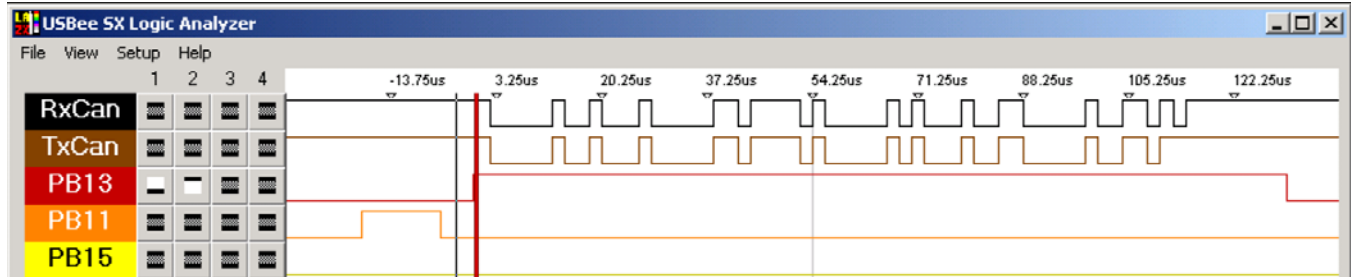 USBee SX Logic Analyzer
File View Setup Help
1 2 3 4
-13.75us 3.25us 20.25us 37.25us 54.25us 71.25us 88.25us 105.25us 122.25us
RxCan
TxCan
PB13
PB11
PB15